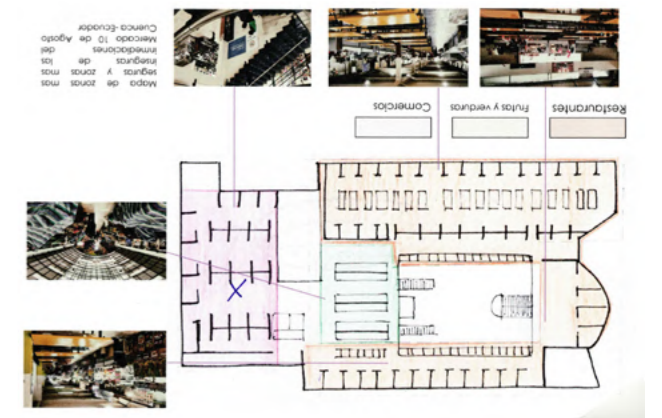 Mapa de zonas mas
seguras y zonas mas
inseguras de las
inmediaciones del
Mercado 10 de Agosto
Cuenca-Ecuador
Restaurantes
Frutas y verduras
Comercios
X